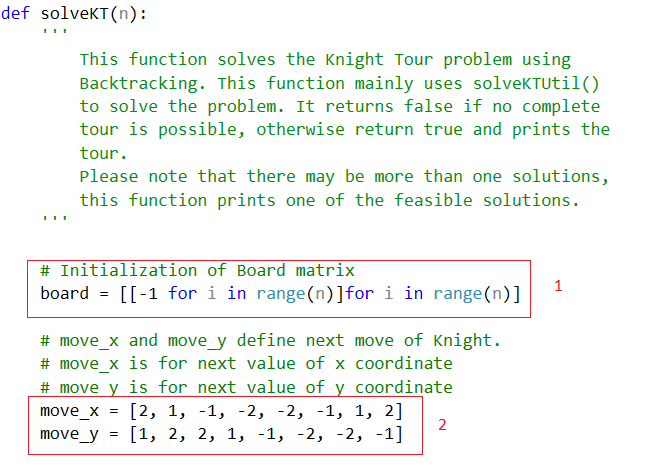 def solveKT(n):
    '''
        This function solves the Knight Tour problem using
        Backtracking. This function mainly uses solveKTUtil()
        to solve the problem. It returns false if no complete
        tour is possible, otherwise return true and prints the
        tour.
        Please note that there may be more than one solutions,
        this function prints one of the feasible solutions.
    '''
    # Initialization of Board matrix
    board = [[-1 for i in range(n)]for i in range(n)]
1
    # move_x and move_y define next move of Knight.
    # move_x is for next value of x coordinate
    # move_y is for next value of y coordinate
    move_x = [2, 1, -1, -2, -2, -1, 1, 2]
    move_y = [1, 2, 2, 1, -1, -2, -2, -1]
2